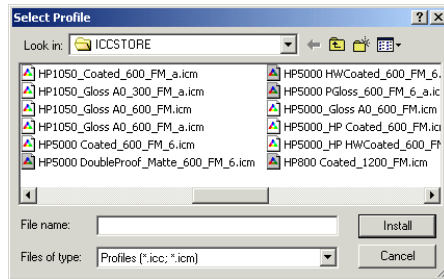 Select Profile
Look in: ICCSTORE
HP1050_Coated_600_FM_a.icm
HP1050_Gloss A0_300_FM_a.icm
HP1050_Gloss A0_600_FM.icm
HP1050_Gloss A0_600_FM_a.icm
HP5000 Coated_600_FM_6.icm
HP5000 DoubleProof_Matte_600_FM_6.icm
HP5000 HWCoated_600_FM_6.
HP5000 PGloss_600_FM_6_a.ic
HP5000_Gloss A0_600_FM.icm
HP5000_HP Coated_600_FM.ic
HP5000_HP HWCoated_600_FM
HP800 Coated_1200_FM.icm
File name:
Install
Files of type: Profiles (*.icc; *.icm)
Cancel